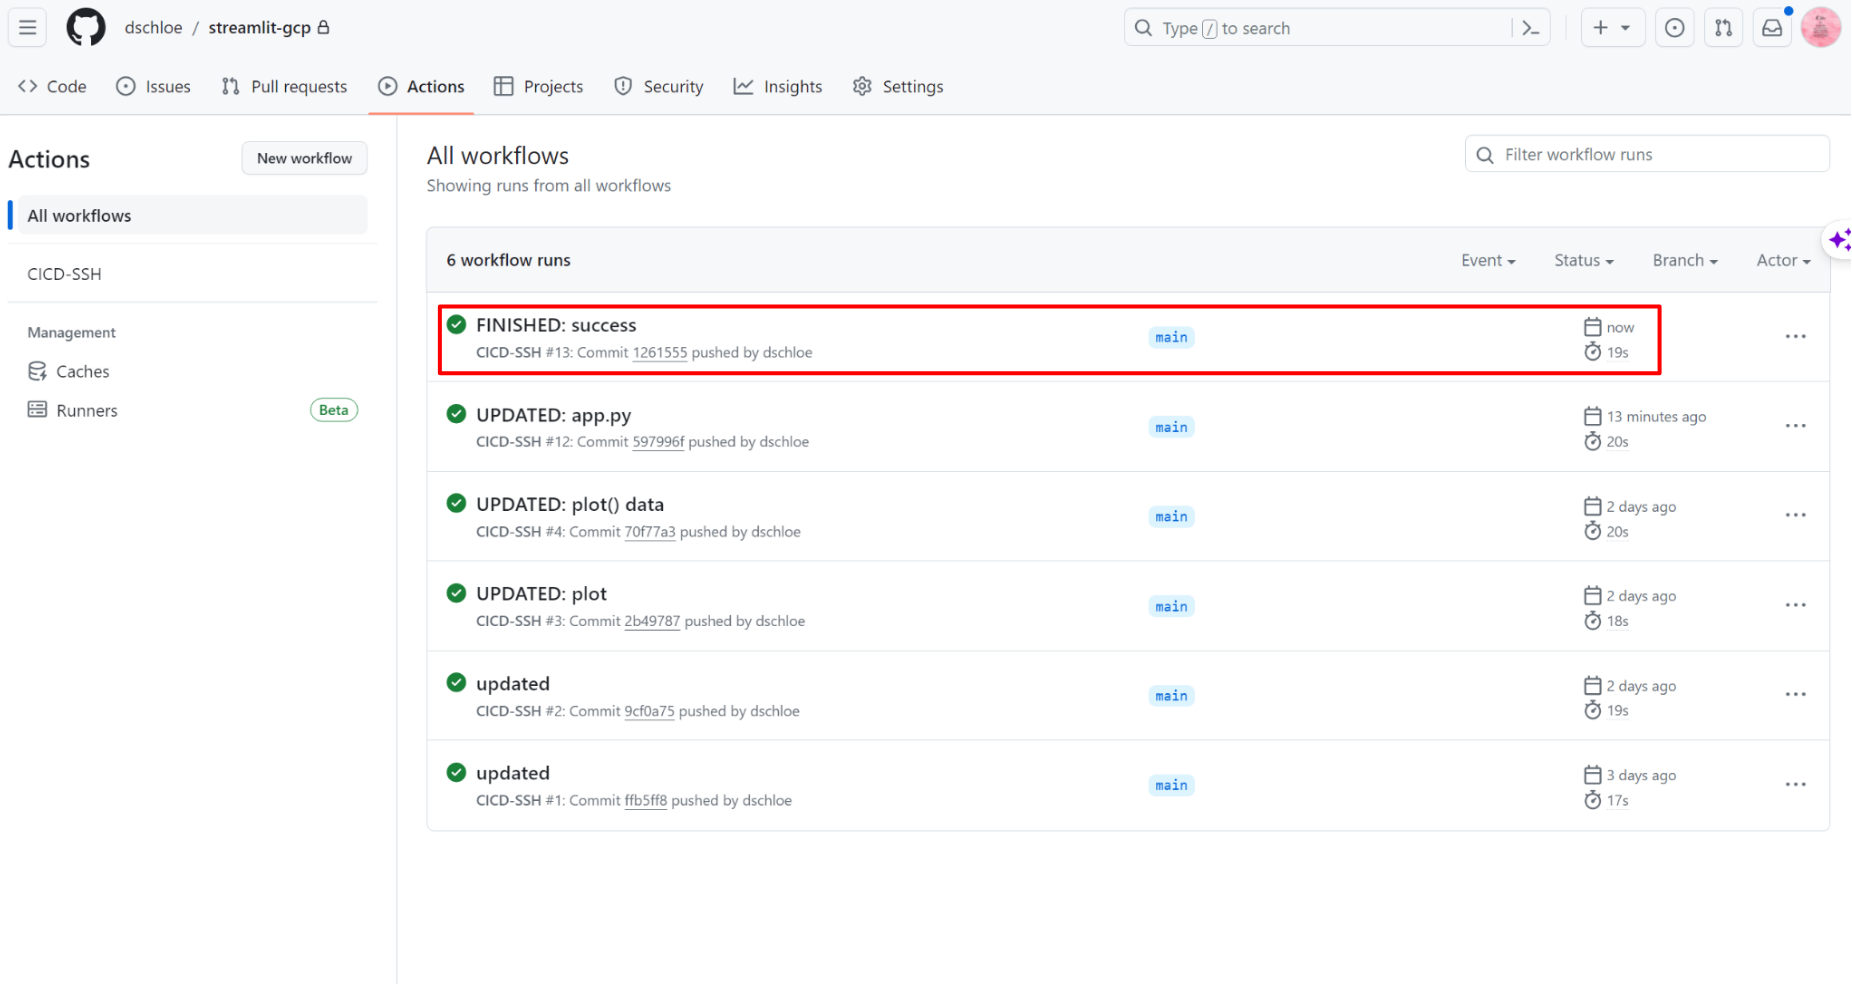 dschloe / streamlit-gcp
Type / to search
Code Issues Pull requests Actions Projects Security Insights Settings
Actions
New workflow
All workflows
CICD-SSH
Management
Caches
Runners Beta
All workflows
Showing runs from all workflows
Filter workflow runs
6 workflow runs Event Status Branch Actor
FINISHED: success
CICD-SSH #13: Commit 1261555 pushed by dschloe
main
now
19s
UPDATED: app.py
CICD-SSH #12: Commit 597996f pushed by dschloe
main
13 minutes ago
20s
UPDATED: plot() data
CICD-SSH #4: Commit 70f77a3 pushed by dschloe
main
2 days ago
20s
UPDATED: plot
CICD-SSH #3: Commit 2b49787 pushed by dschloe
main
2 days ago
18s
updated
CICD-SSH #2: Commit 9cf0a75 pushed by dschloe
main
2 days ago
19s
updated
CICD-SSH #1: Commit ffb5ff8 pushed by dschloe
main
3 days ago
17s